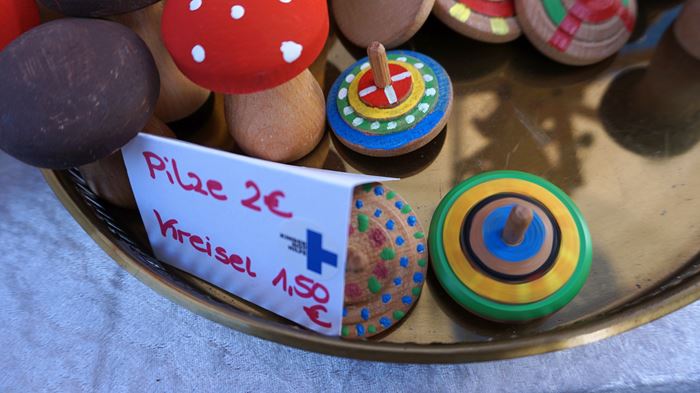 Pilze 2€
Kreisel 1,50
€